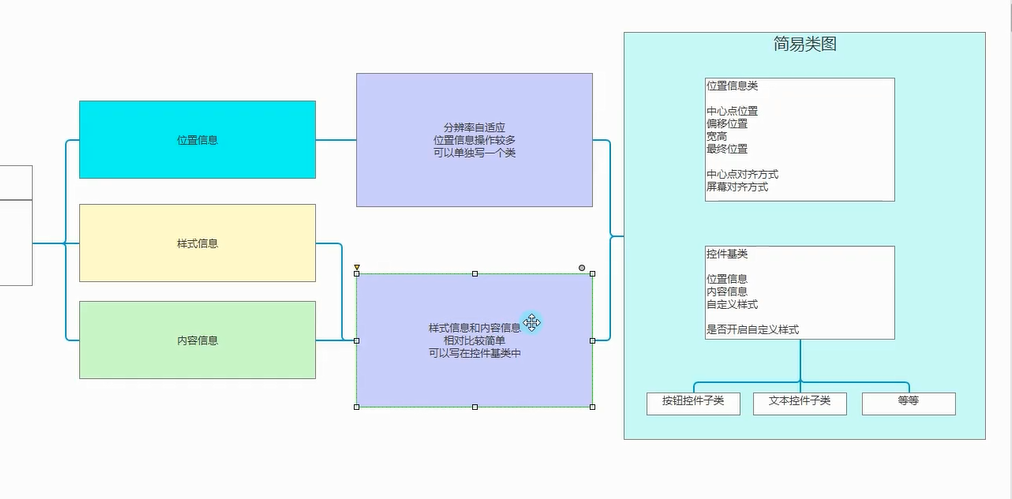 位置信息
样式信息
内容信息
分辨率自适应
位置信息操作较多
可以单独写一个类
样式信息和内容信息
相对比较简单
可以写在控件基类中
简易类图
位置信息类
中心点位置
偏移位置
宽高
最终位置
中心点对齐方式
屏幕对齐方式
控件基类
位置信息
内容信息
自定义样式
是否开启自定义样式
按钮控件子类
文本控件子类
等等